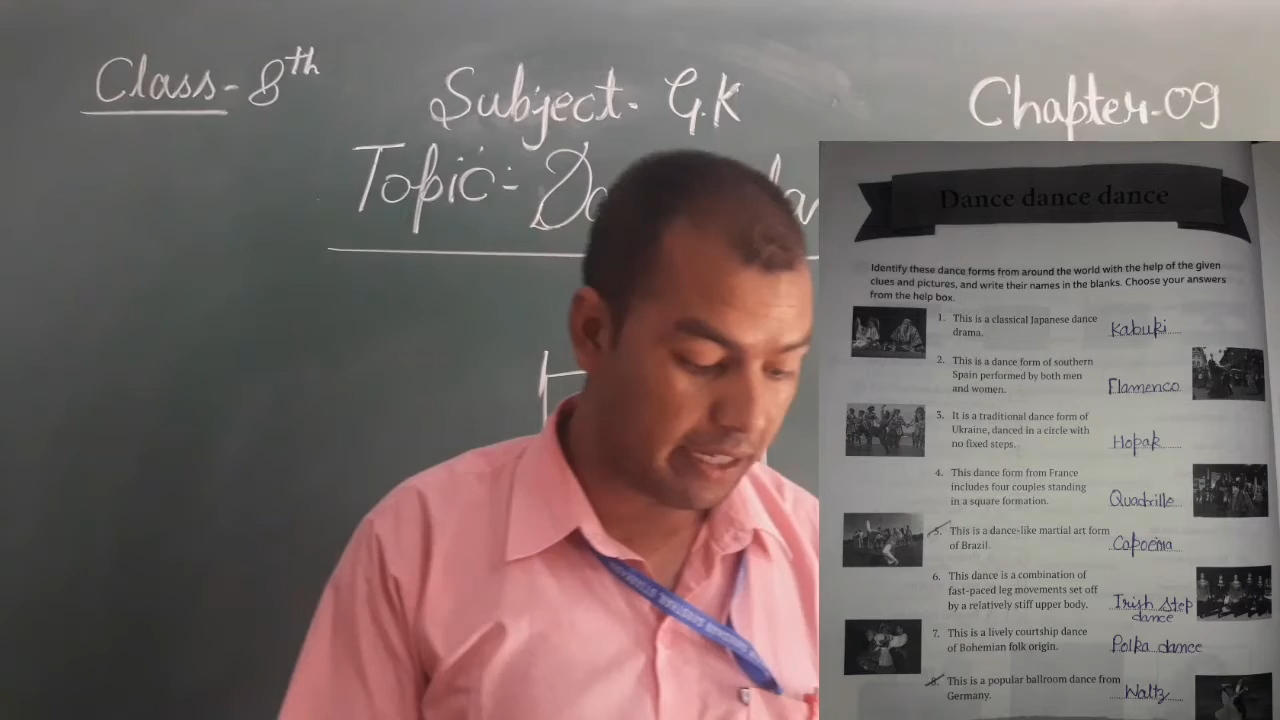 Class-8th
Subject- G.K
Chapter-09
Topic:-
Dance dance dance
Identify these dance forms from around the world with the help of the given
clues and pictures, and write their names in the blanks. Choose your answers
from the help box.
1. This is a classical Japanese dance
drama.
Kabuki
2. This is a dance form of southern
Spain performed by both men
and women.
Flamenco
3. It is a traditional dance form of
Ukraine, danced in a circle with
no fixed steps.
Hopak
4. This dance form from France
includes four couples standing
in a square formation.
Quadrille
5. This is a dance-like martial art form
of Brazil.
6. This dance is a combination of
fast-paced leg movements set off
by a relatively stiff upper body.
Irish Step
dance
7. This is a lively courtship dance
of Bohemian folk origin.
Polka dance
8. This is a popular ballroom dance from
Germany.
Waltz